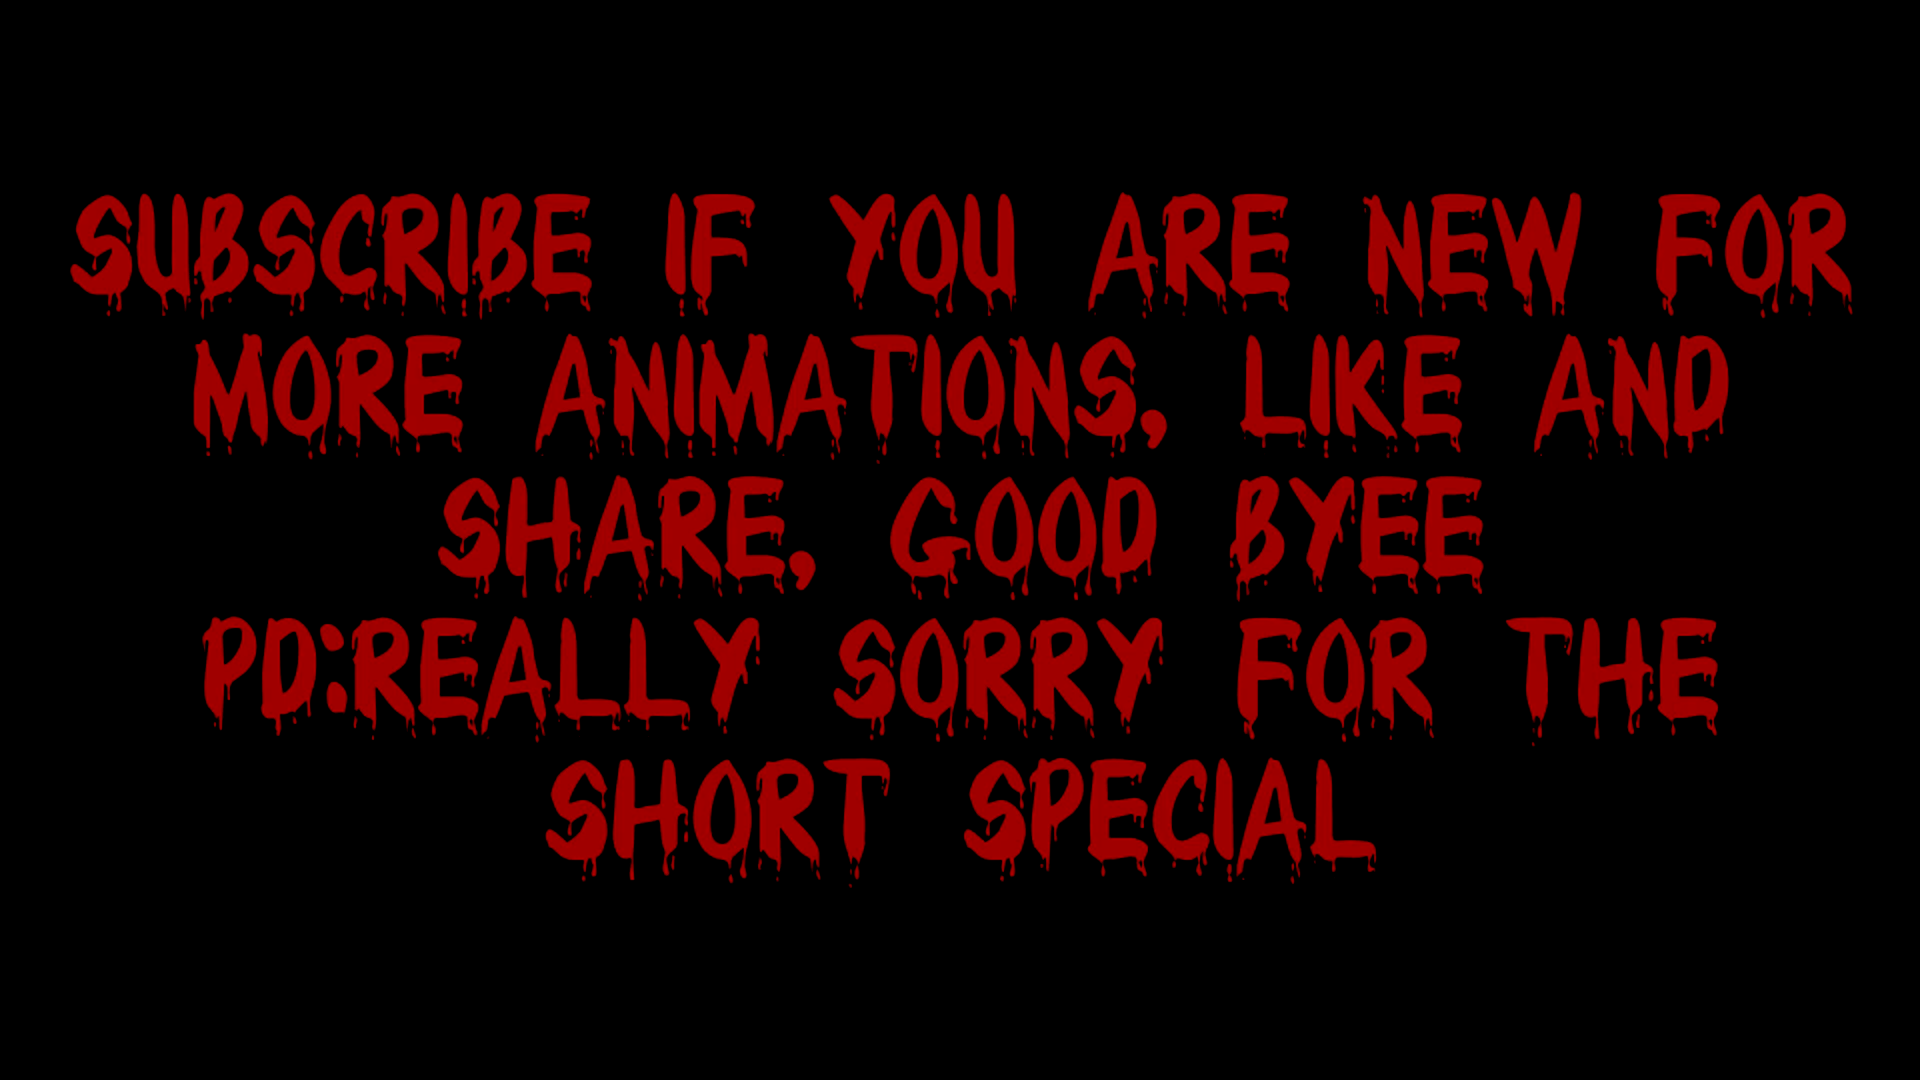 SUBSCRIBE IF YOU ARE NEW FOR
MORE ANIMATIONS, LIKE AND
SHARE, GOOD BYEE
PD:REALLY SORRY FOR THE
SHORT SPECIAL